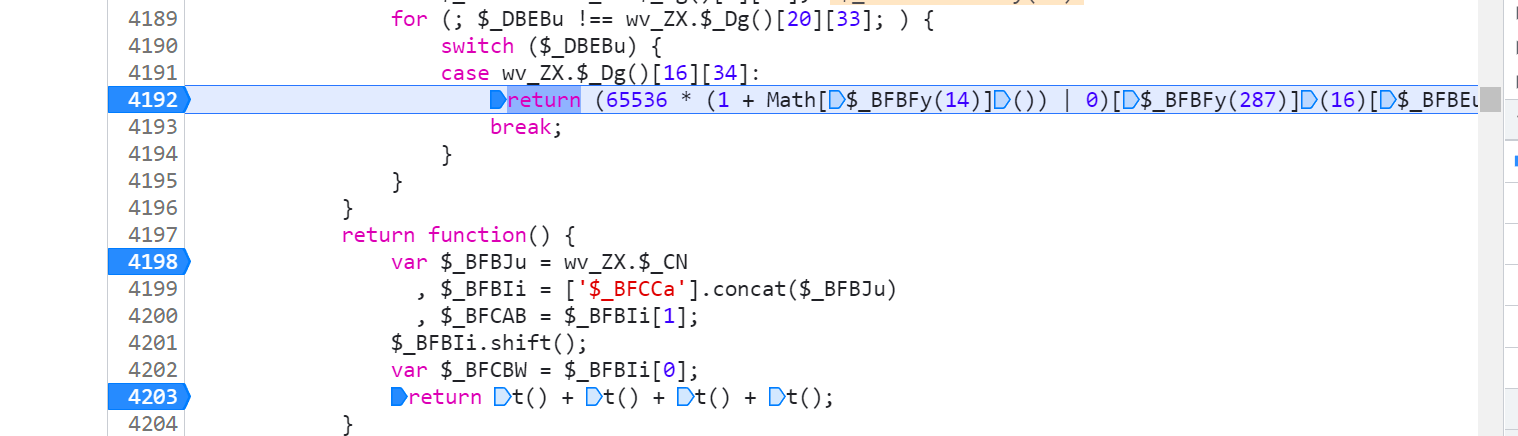 4189 for (; $_DBEBu !== wv_ZX.$_Dg()[20][33]; ) {
4190 switch ($_DBEBu) {
4191 case wv_ZX.$_Dg()[16][34]:
4192 return (65536 * (1 + Math[$_BFBFy(14)]()) | 0)[$_BFBFy(287)](16)[$_BFBEu
4193 break;
4194 }
4195 }
4196 }
4197 return function() {
4198 var $_BFBJu = wv_ZX.$_CN
4199 , $_BFBIi = ['$_BFCCa'].concat($_BFBJu)
4200 , $_BFCAB = $_BFBIi[1];
4201 $_BFBIi.shift();
4202 var $_BFCBW = $_BFBIi[0];
4203 return t() + t() + t() + t();
4204 }